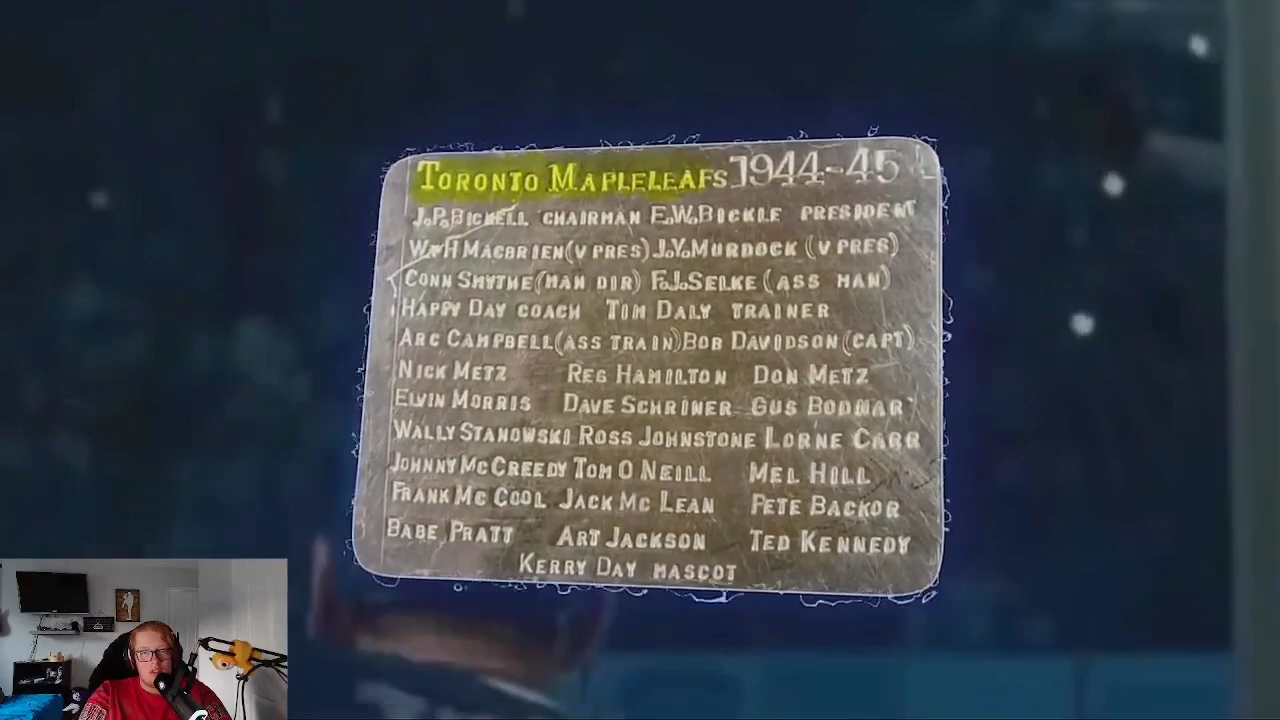 TORONTO MAPLELEAFS 1944-45
J.P. BICKELL CHAIRMAN E.W. BICKLE PRESIDENT
W.H MACBRIEN (V PRES) J.Y. MURDOCK (V PRES)
CONN SMYTHE (MAN DIR) F.J. SELKE (ASS MAN)
HAPPY DAY COACH TIM DALY TRAINER
ARC CAMPBELL (ASS TRAIN) BOB DAVIDSON (CAPT)
NICK METZ REG HAMILTON DON METZ
ELVIN MORRIS DAVE SCHRINER GUS BODNAR
WALLY STANOWSKI ROSS JOHNSTONE LORNE CARR
JOHNNY MCCREEDY TOM O NEILL MEL HILL
FRANK MC COOL JACK MC LEAN PETE BACKOR
BABE PRATT ART JACKSON TED KENNEDY
KERRY DAY MASCOT